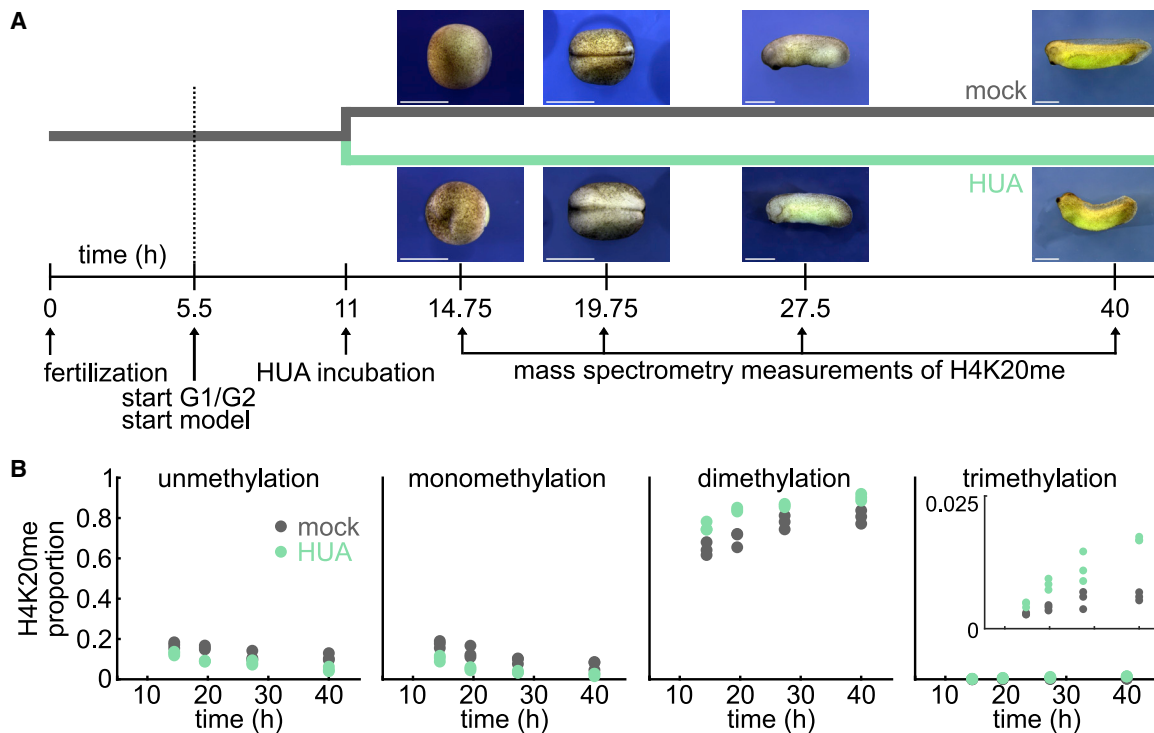 A
mock
HUA
time (h)
0 5.5 11 14.75 19.75 27.5 40
fertilization HUA incubation mass spectrometry measurements of H4K20me
start G1/G2
start model
B
unmethylation monomethylation dimethylation trimethylation
H4K20me
proportion
1
0.8
0.6
0.4
0.2
0
mock
HUA
0.025
0
10 20 30 40 10 20 30 40 10 20 30 40 10 20 30 40
time (h) time (h) time (h) time (h)